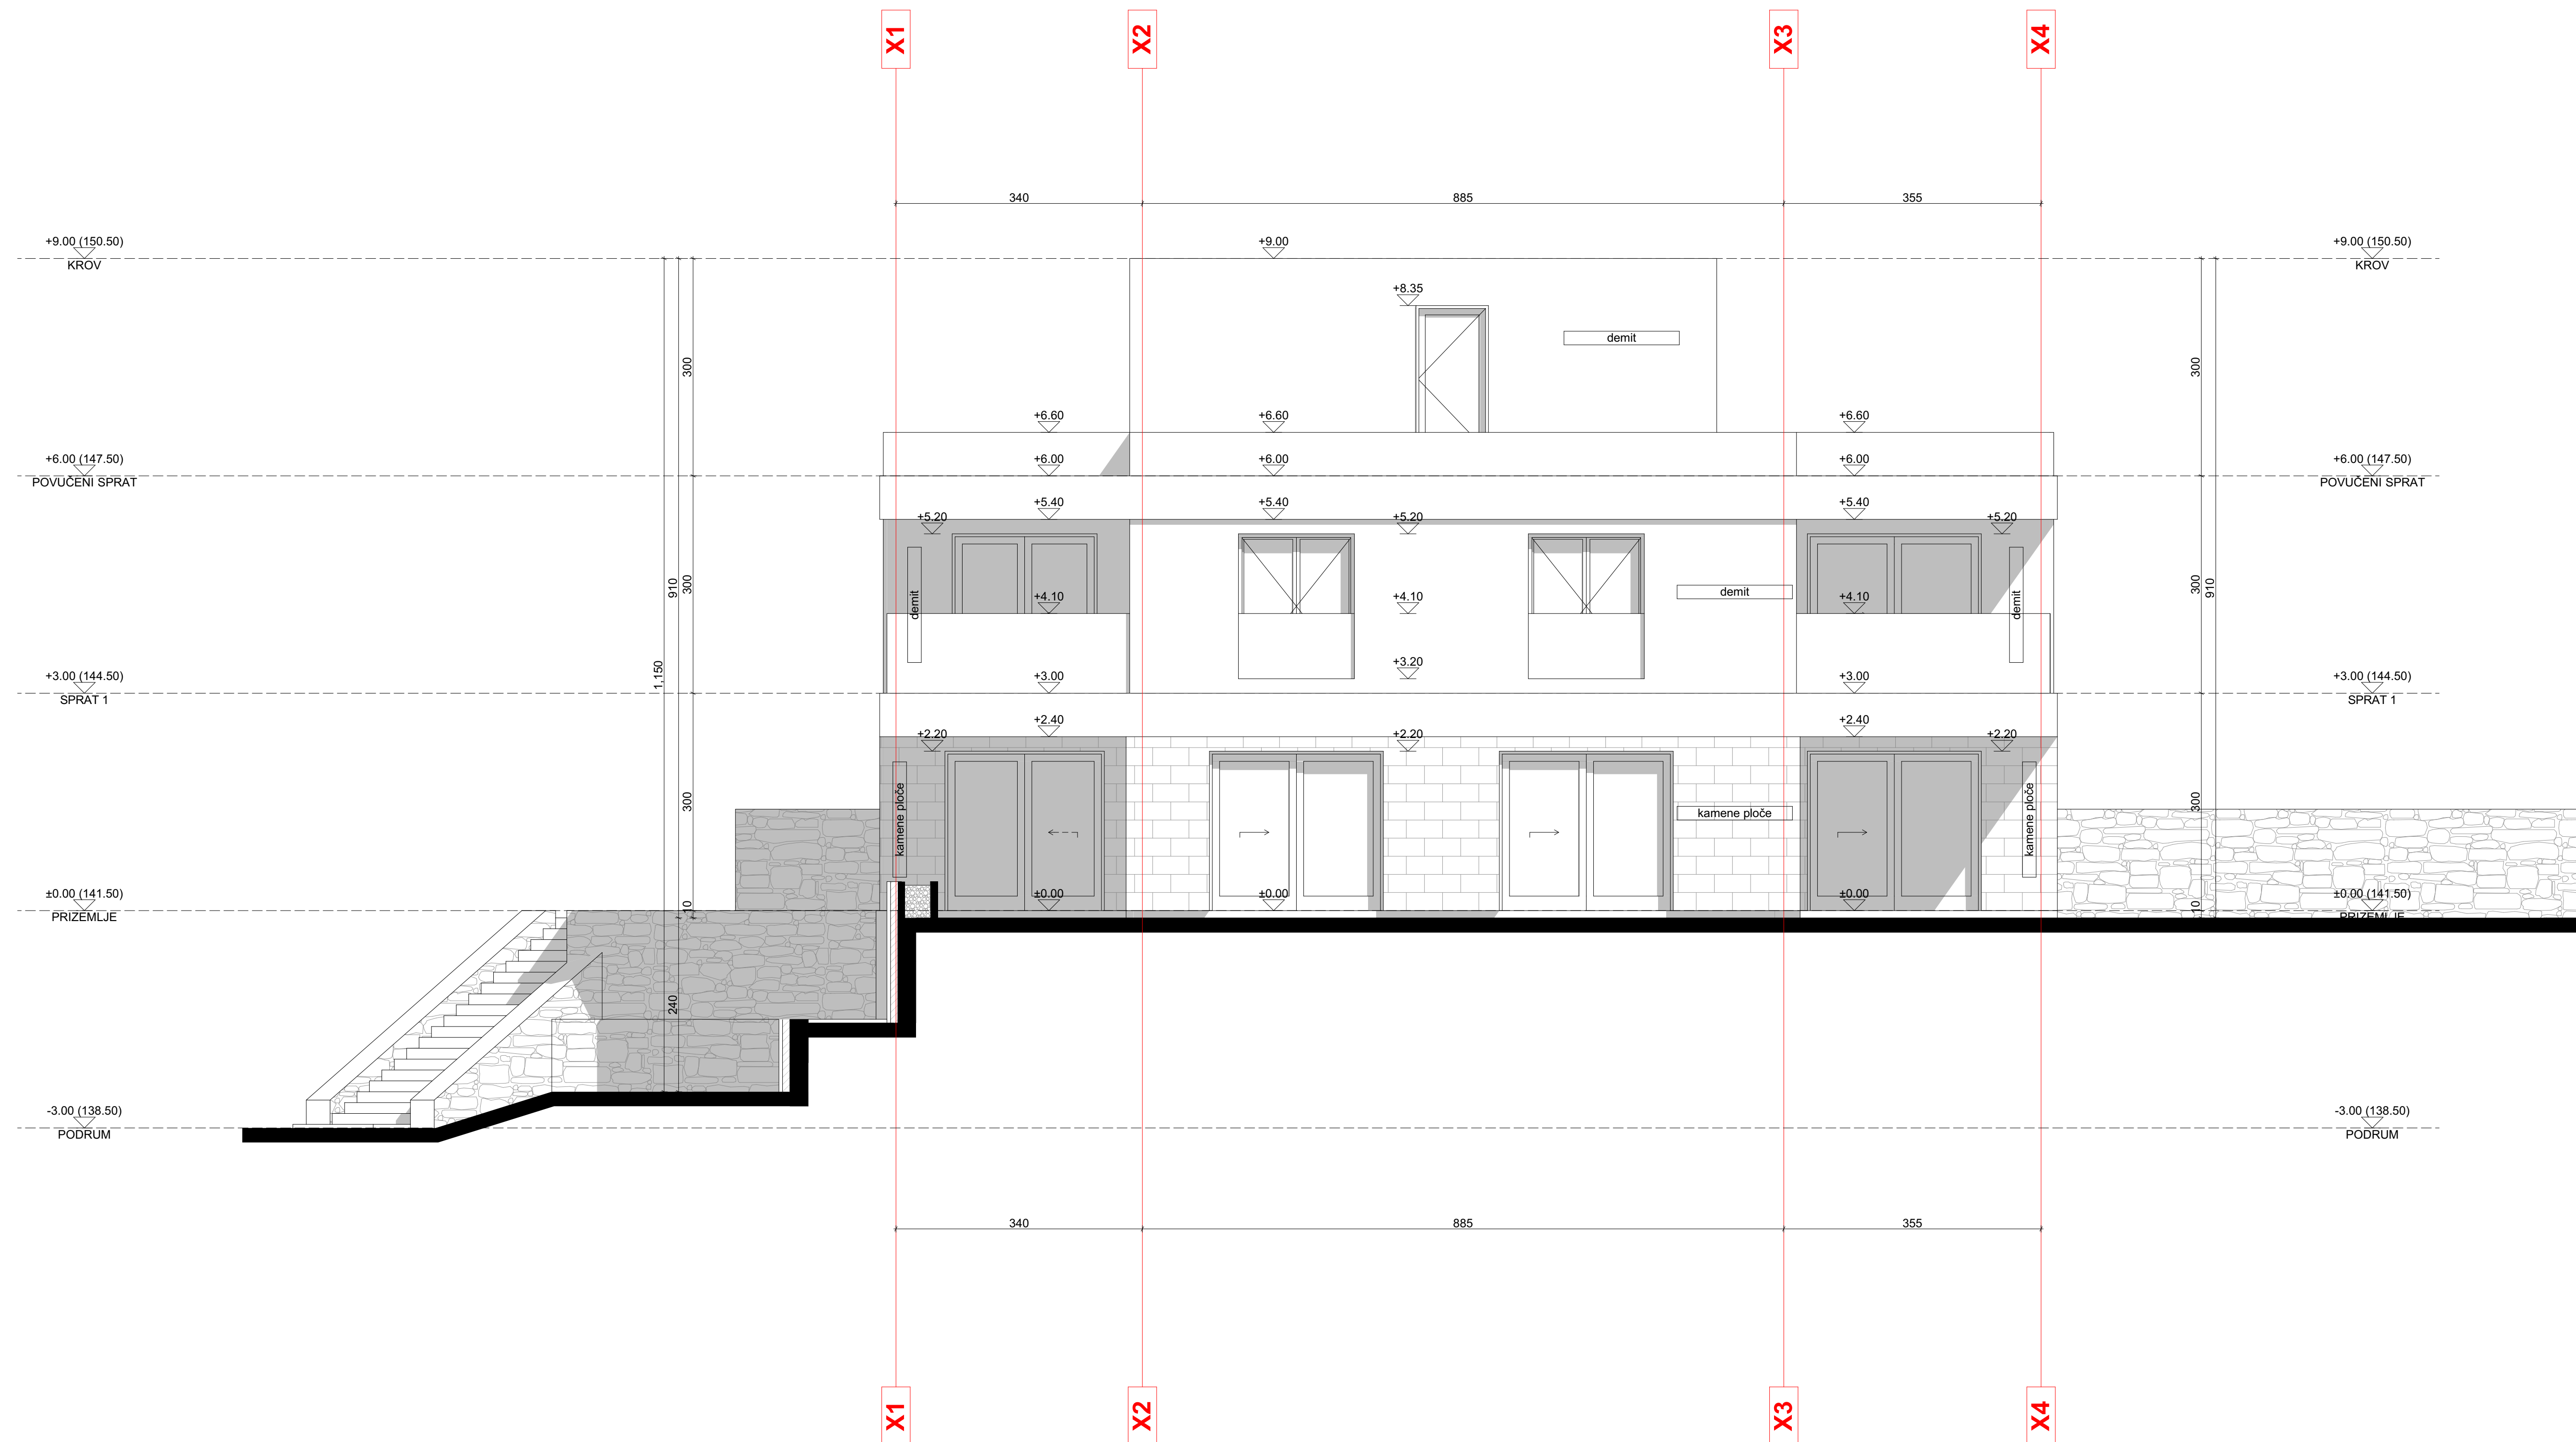 X1
X2
X3
X4
340
885
355
+9.00 (150.50)
KROV
+9.00
+9.00 (150.50)
KROV
+8.35
demit
300
300
+6.60
+6.60
+6.60
+6.00 (147.50)
POVUČENI SPRAT
+6.00
+6.00
+6.00
+6.00 (147.50)
POVUČENI SPRAT
+5.40
+5.40
+5.40
+5.20
+5.20
+5.20
910
300
300
910
demit
demit
demit
+4.10
+4.10
+4.10
1,150
+3.20
+3.00 (144.50)
SPRAT 1
+3.00
+3.00
+3.00 (144.50)
SPRAT 1
+2.40
+2.40
+2.20
+2.20
+2.20
300
300
kamene ploče
kamene ploče
kamene ploče
±0.00 (141.50)
PRIZEMLJE
10
±0.00
±0.00
±0.00
10
±0.00 (141.50)
PRIZEMLJE
240
-3.00 (138.50)
PODRUM
-3.00 (138.50)
PODRUM
340
885
355
X1
X2
X3
X4